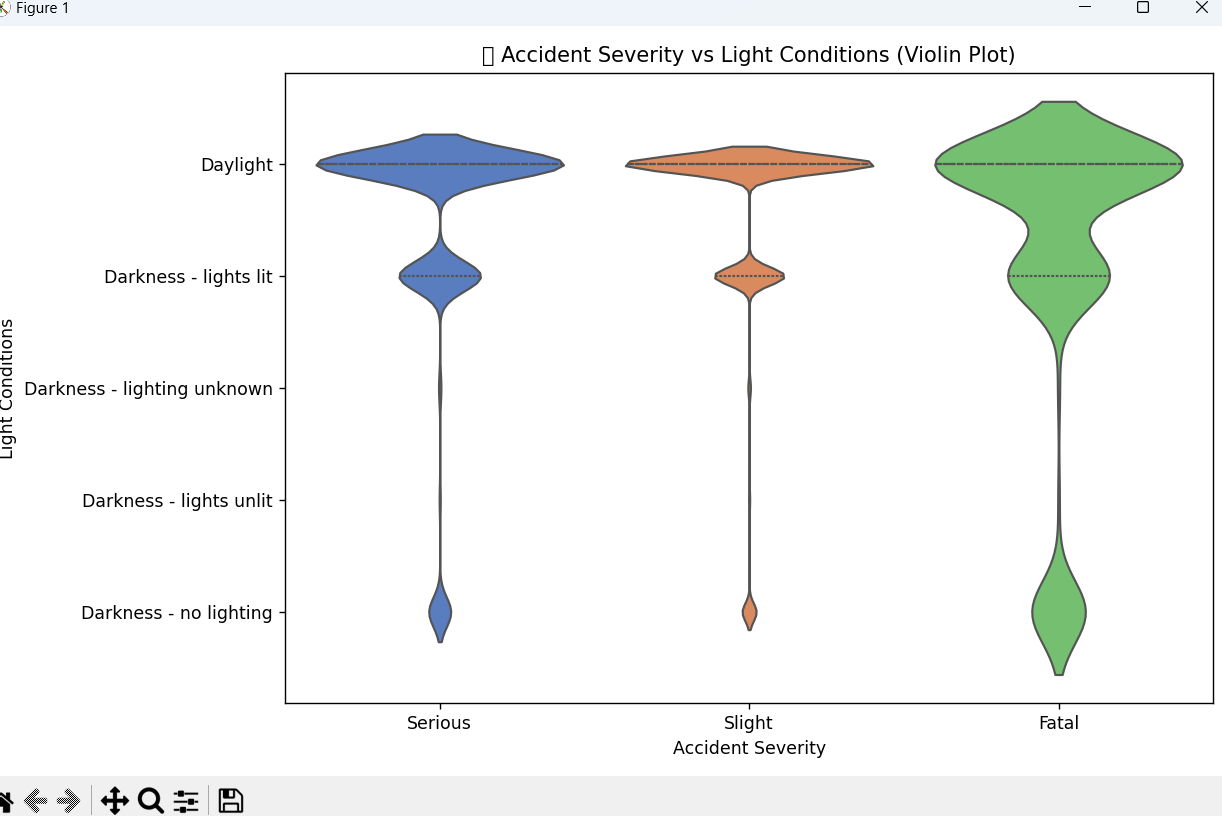 Figure 1
Accident Severity vs Light Conditions (Violin Plot)
Light Conditions
Daylight
Darkness - lights lit
Darkness - lighting unknown
Darkness - lights unlit
Darkness - no lighting
Serious
Slight
Fatal
Accident Severity